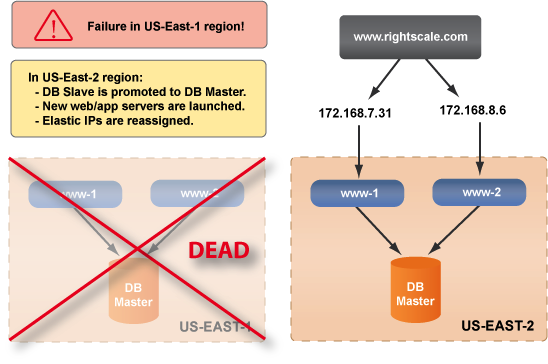 Failure in US-East-1 region!
In US-East-2 region:
- DB Slave is promoted to DB Master.
- New web/app servers are launched.
- Elastic IPs are reassigned.
www.rightscale.com
172.168.7.31
172.168.8.6
www-1
www-2
DEAD
DB
Master
US-EAST-1
www-1
www-2
DB
Master
US-EAST-2